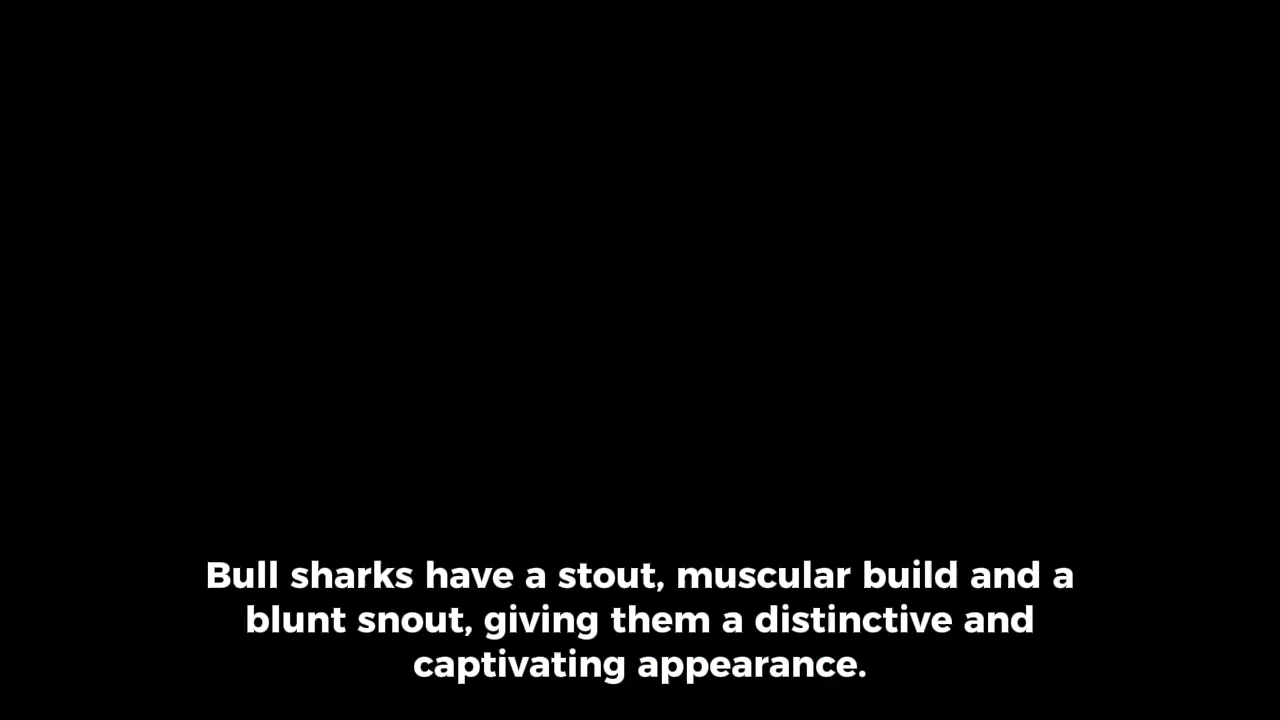 Bull sharks have a stout, muscular build and a
blunt snout, giving them a distinctive and
captivating appearance.